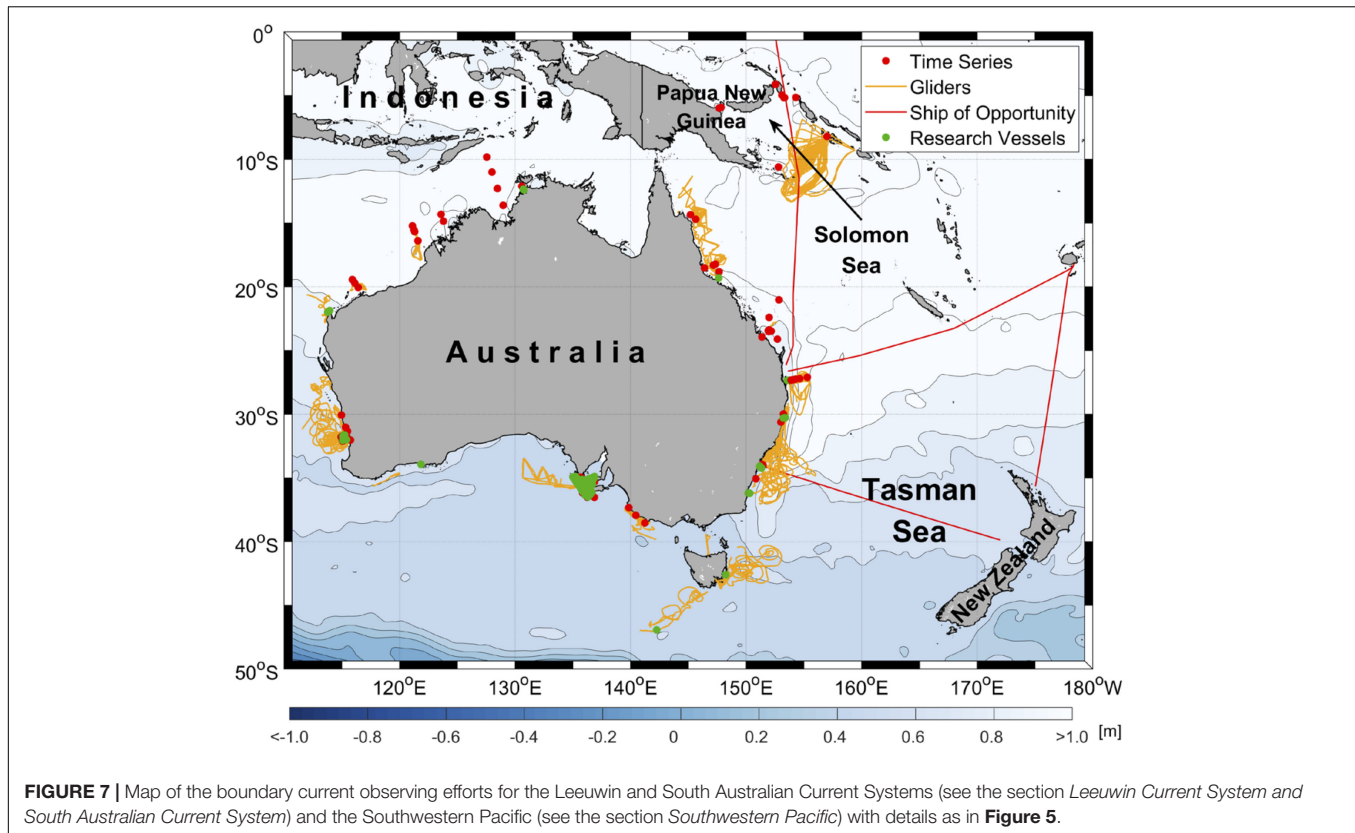 0°
10°S
20°S
30°S
40°S
50°S
Time Series
Gliders
Ship of Opportunity
Research Vessels
I n d o n e s i a
Papua New
Guinea
Solomon
Sea
A u s t r a l i a
Tasman
Sea
New Zealand
120°E 130°E 140°E 150°E 160°E 170°E 180°W
<-1.0 -0.8 -0.6 -0.4 -0.2 0 0.2 0.4 0.6 0.8 >1.0 [m]
FIGURE 7 | Map of the boundary current observing efforts for the Leeuwin and South Australian Current Systems (see the section Leeuwin Current System and
South Australian Current System) and the Southwestern Pacific (see the section Southwestern Pacific) with details as in Figure 5.